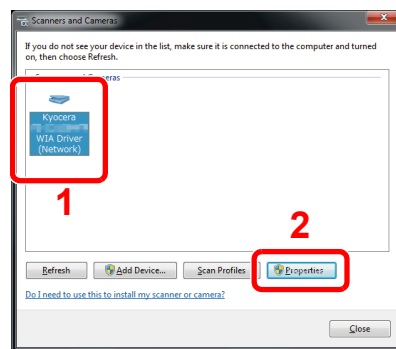 Scanners and Cameras
If you do not see your device in the list, make sure it is connected to the computer and turned
on, then choose Refresh.
Kyocera
WIA Driver
(Network)
1
2
Refresh
Add Device...
Scan Profiles
Properties
Do I need to use this to install my scanner or camera?
Close